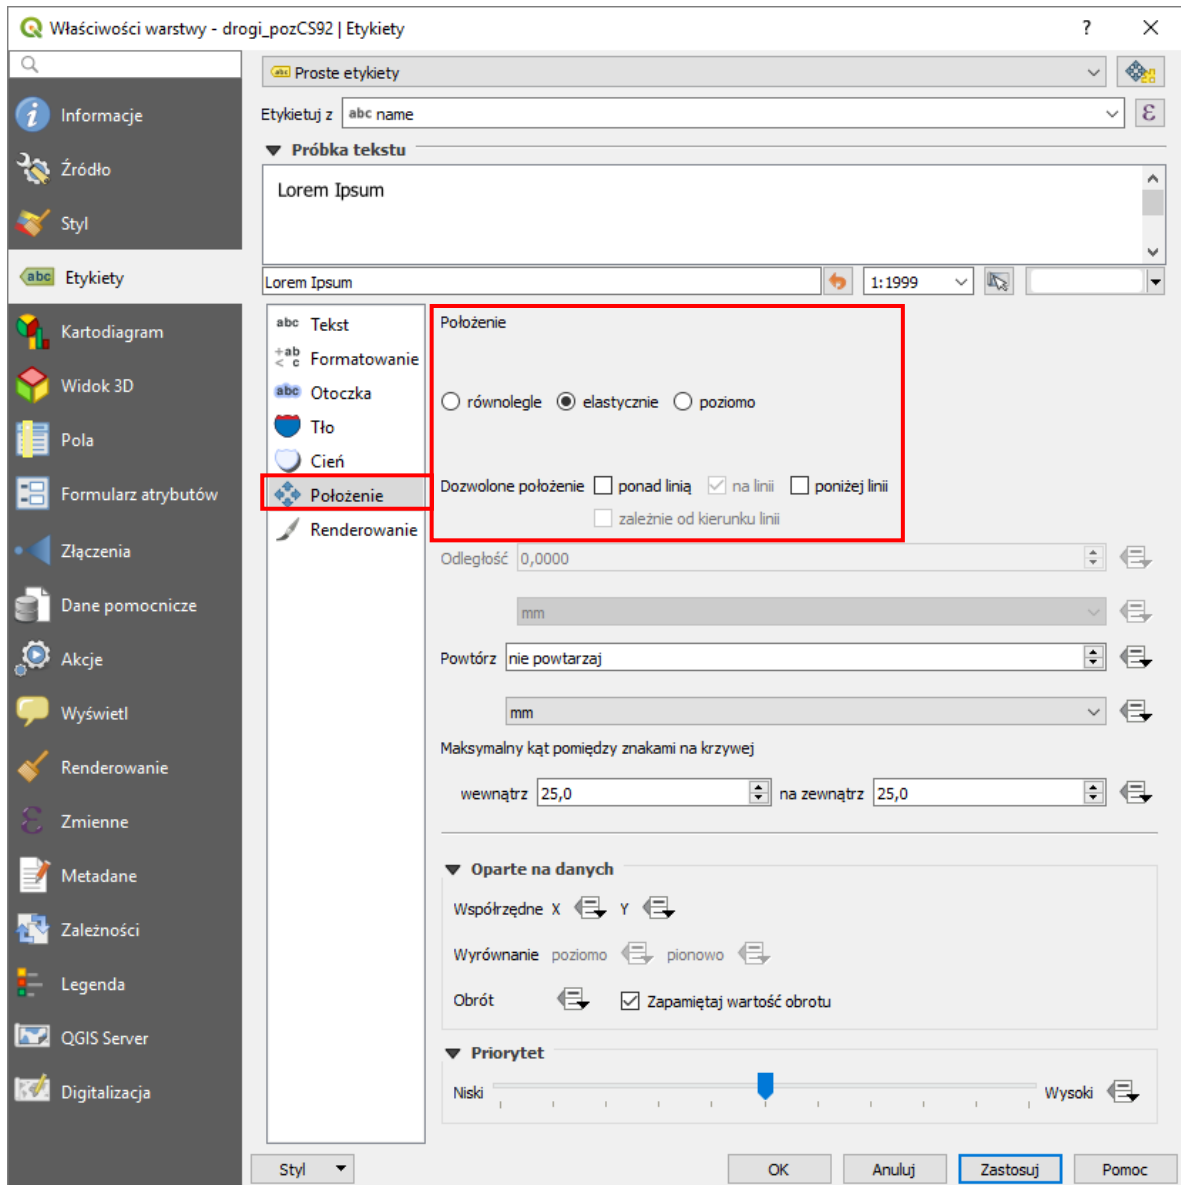 Właściwości warstwy - drogi_pozCS92 | Etykiety ?
Informacje
Źródło
Styl
abc Etykiety
Kartodiagram
Widok 3D
Pola
Formularz atrybutów
Złączenia
Dane pomocnicze
Akcje
Wyświetl
Renderowanie
Zmienne
Metadane
Zależności
Legenda
QGIS Server
Digitalizacja
abc Proste etykiety
Etykietuj z abc name ε
Próbka tekstu
Lorem Ipsum
Lorem Ipsum 1:1999
abc Tekst
+ab < c Formatowanie
abc Otoczka
Tło
Cień
Położenie
Renderowanie
Położenie
równolegle elastycznie poziomo
Dozwolone położenie ponad linią na linii poniżej linii
zależnie od kierunku linii
Odległość 0,0000
mm
Powtórz nie powtarzaj
mm
Maksymalny kąt pomiędzy znakami na krzywej
wewnątrz 25,0 na zewnątrz 25,0
Oparte na danych
Współrzędne X Y
Wyrównanie poziomo pionowo
Obrót Zapamiętaj wartość obrotu
Priorytet
Niski Wysoki
Styl OK Anuluj Zastosuj Pomoc